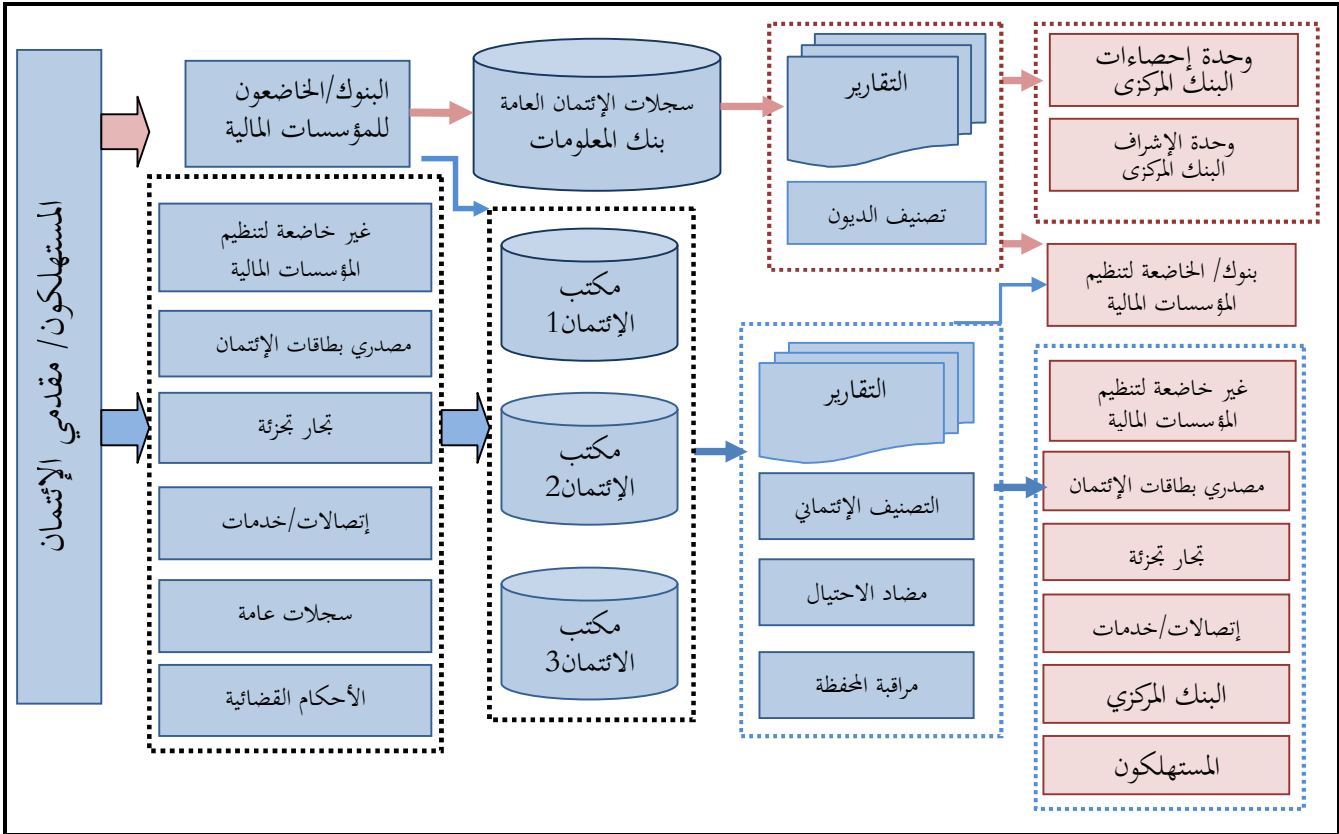 المستهلكون/ مقدمي الإئتمان
البنوك/الخاضعون
للمؤسسات المالية
غير خاضعة لتنظيم
المؤسسات المالية
مصدري بطاقات الإئتمان
تجار تجزئة
إتصالات/خدمات
سجلات عامة
الأحكام القضائية
سجلات الإئتمان العامة
بنك المعلومات
مكتب
الإئتمان1
مكتب
الإئتمان2
مكتب
الائتمان3
التقارير
تصنيف الديون
التقارير
التصنيف الإئتماني
مضاد الاحتيال
مراقبة المحفظة
وحدة إحصاءات
البنك المركزى
وحدة الإشراف
البنك المركزى
بنوك/ الخاضعة لتنظيم
المؤسسات المالية
غير خاضعة لتنظيم
المؤسسات المالية
مصدري بطاقات الإئتمان
تجار تجزئة
إتصالات/خدمات
البنك المركزي
المستهلكون